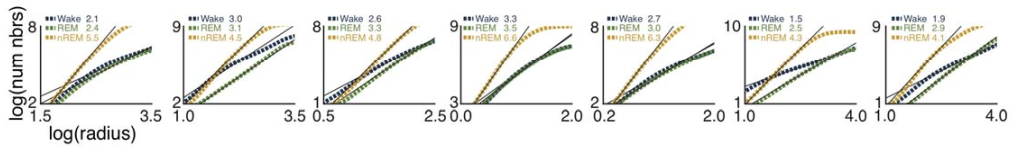 log(num nbrs)
8
2
1.5
3.5
log(radius)
Wake 2.1
REM 2.4
nREM 5.5
9
2
1.0
3.5
Wake 3.0
REM 3.1
nREM 4.5
8
1
0.5
2.5
Wake 2.6
REM 3.3
nREM 4.8
9
3
0.0
2.0
Wake 3.3
REM 3.5
nREM 6.6
8
2
0.2
2.0
Wake 2.7
REM 3.0
nREM 6.3
10
1
1.0
4.0
Wake 1.5
REM 2.5
nREM 4.3
9
1
1.0
4.0
Wake 1.9
REM 2.9
nREM 4.1